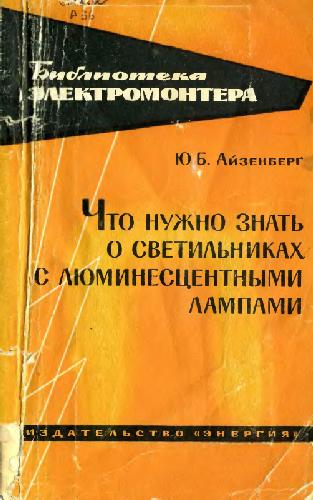 Библиотека
ЭЛЕКТРОМОНТЕРА
Ю Б. Айзенберг
Что нужно знать
о светильниках
с люминесцентными
лампами
ИЗДАТЕЛЬСТВО «ЭНЕРГИЯ»